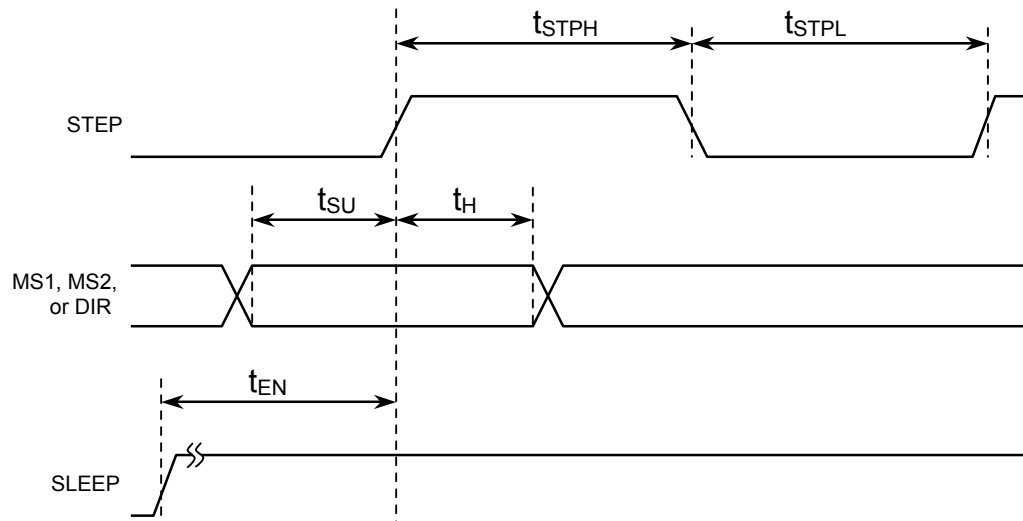 tSTPH
tSTPL
STEP
tSU
tH
MS1, MS2,
or DIR
tEN
SLEEP